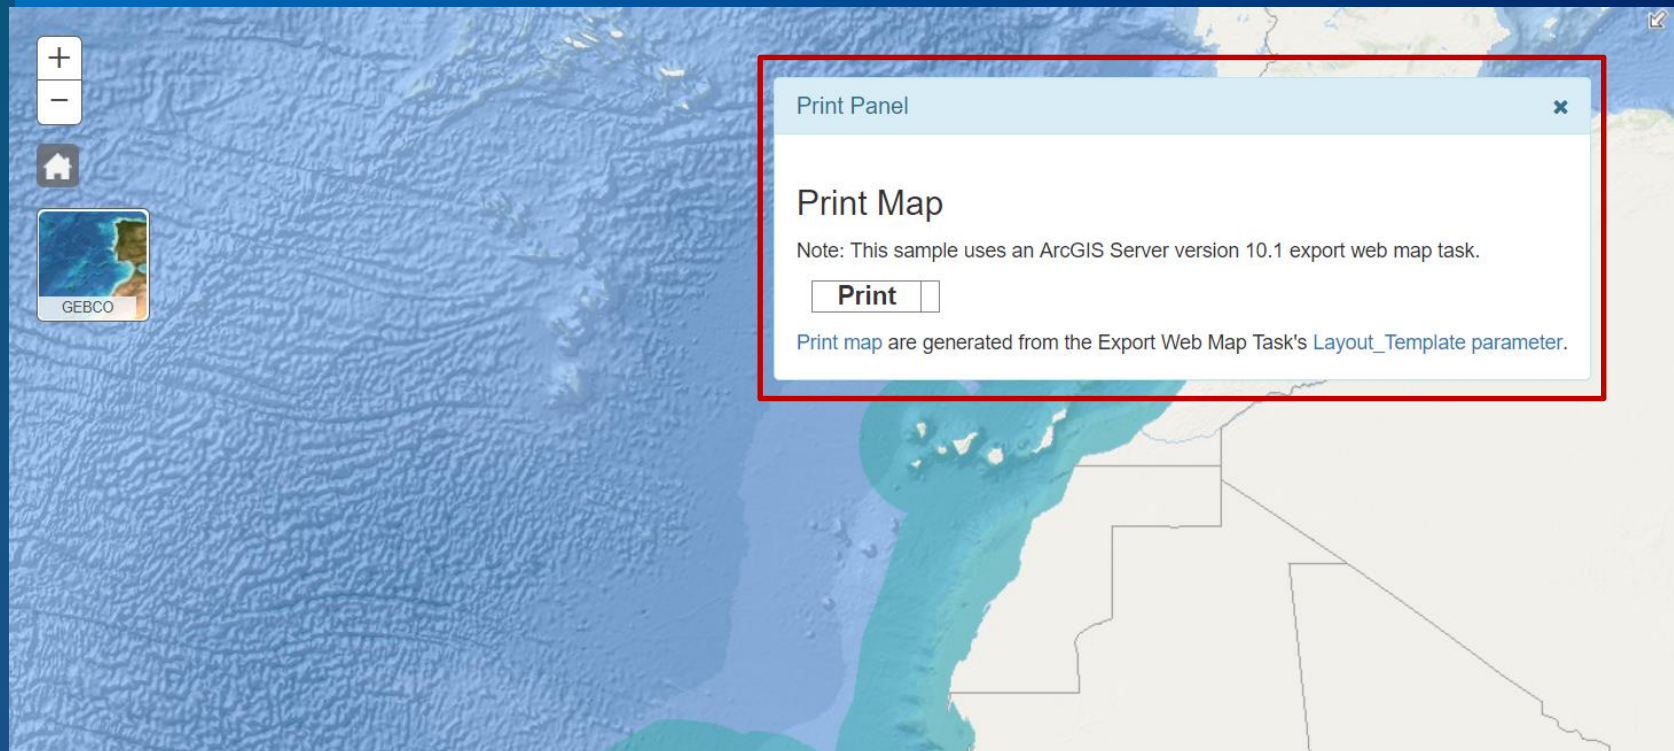 +
Print Panel
−
Print Map
Note: This sample uses an ArcGIS Server version 10.1 export web map task.
Print
GEBCO
Print map are generated from the Export Web Map Task's Layout_Template parameter.